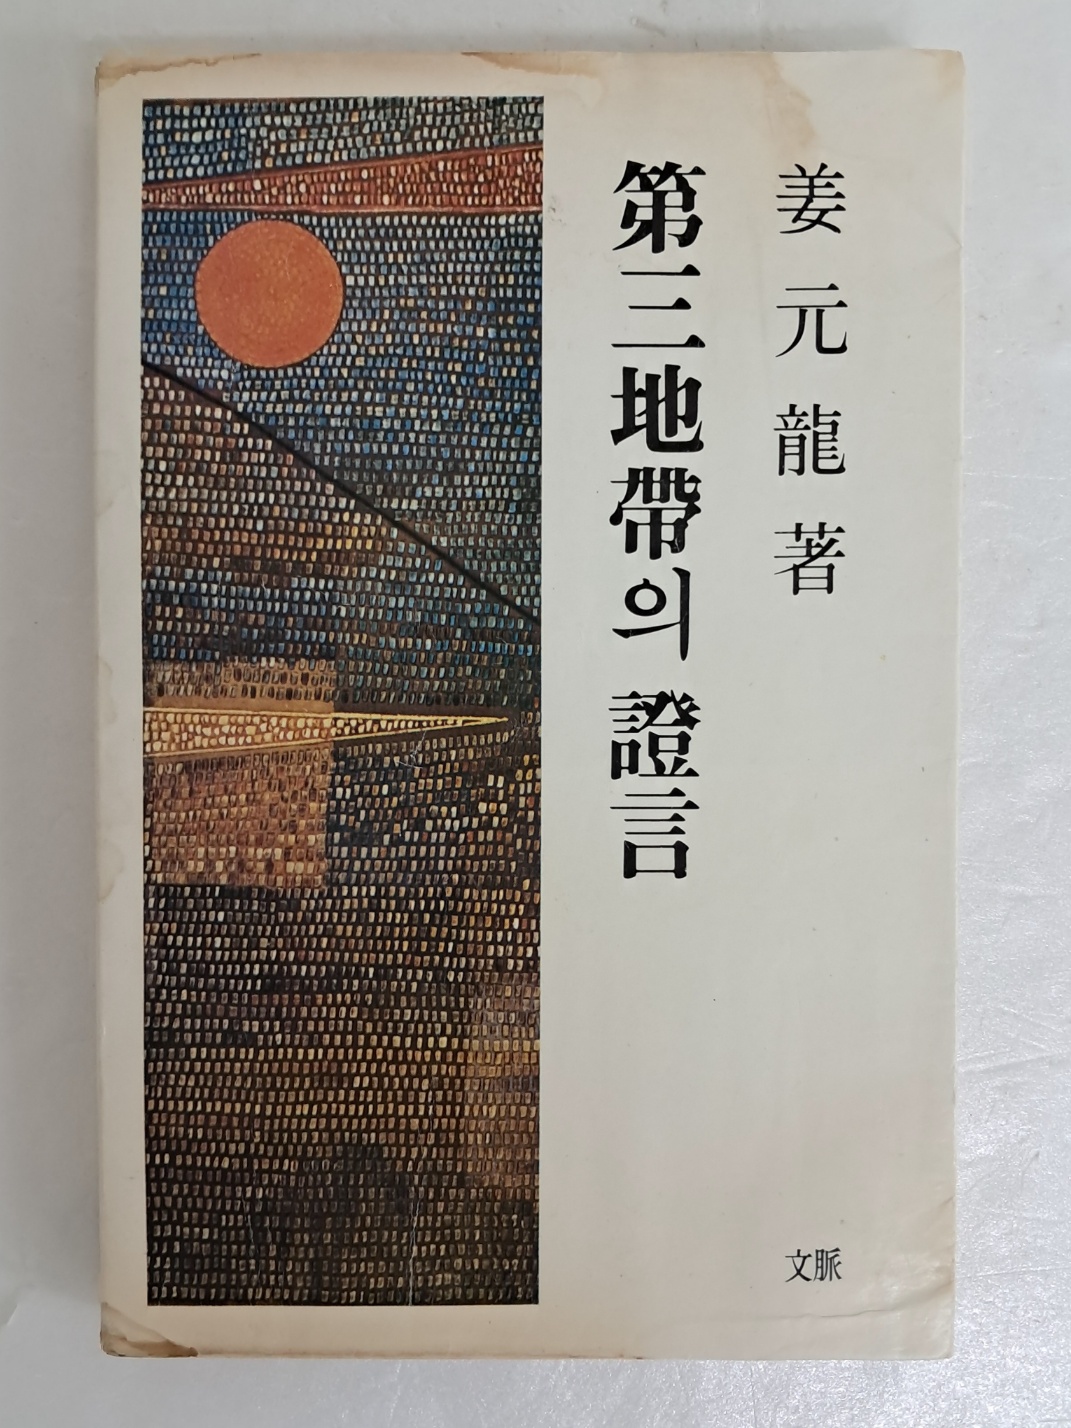 姜元龍 著
第三地帶의 證言
文脈